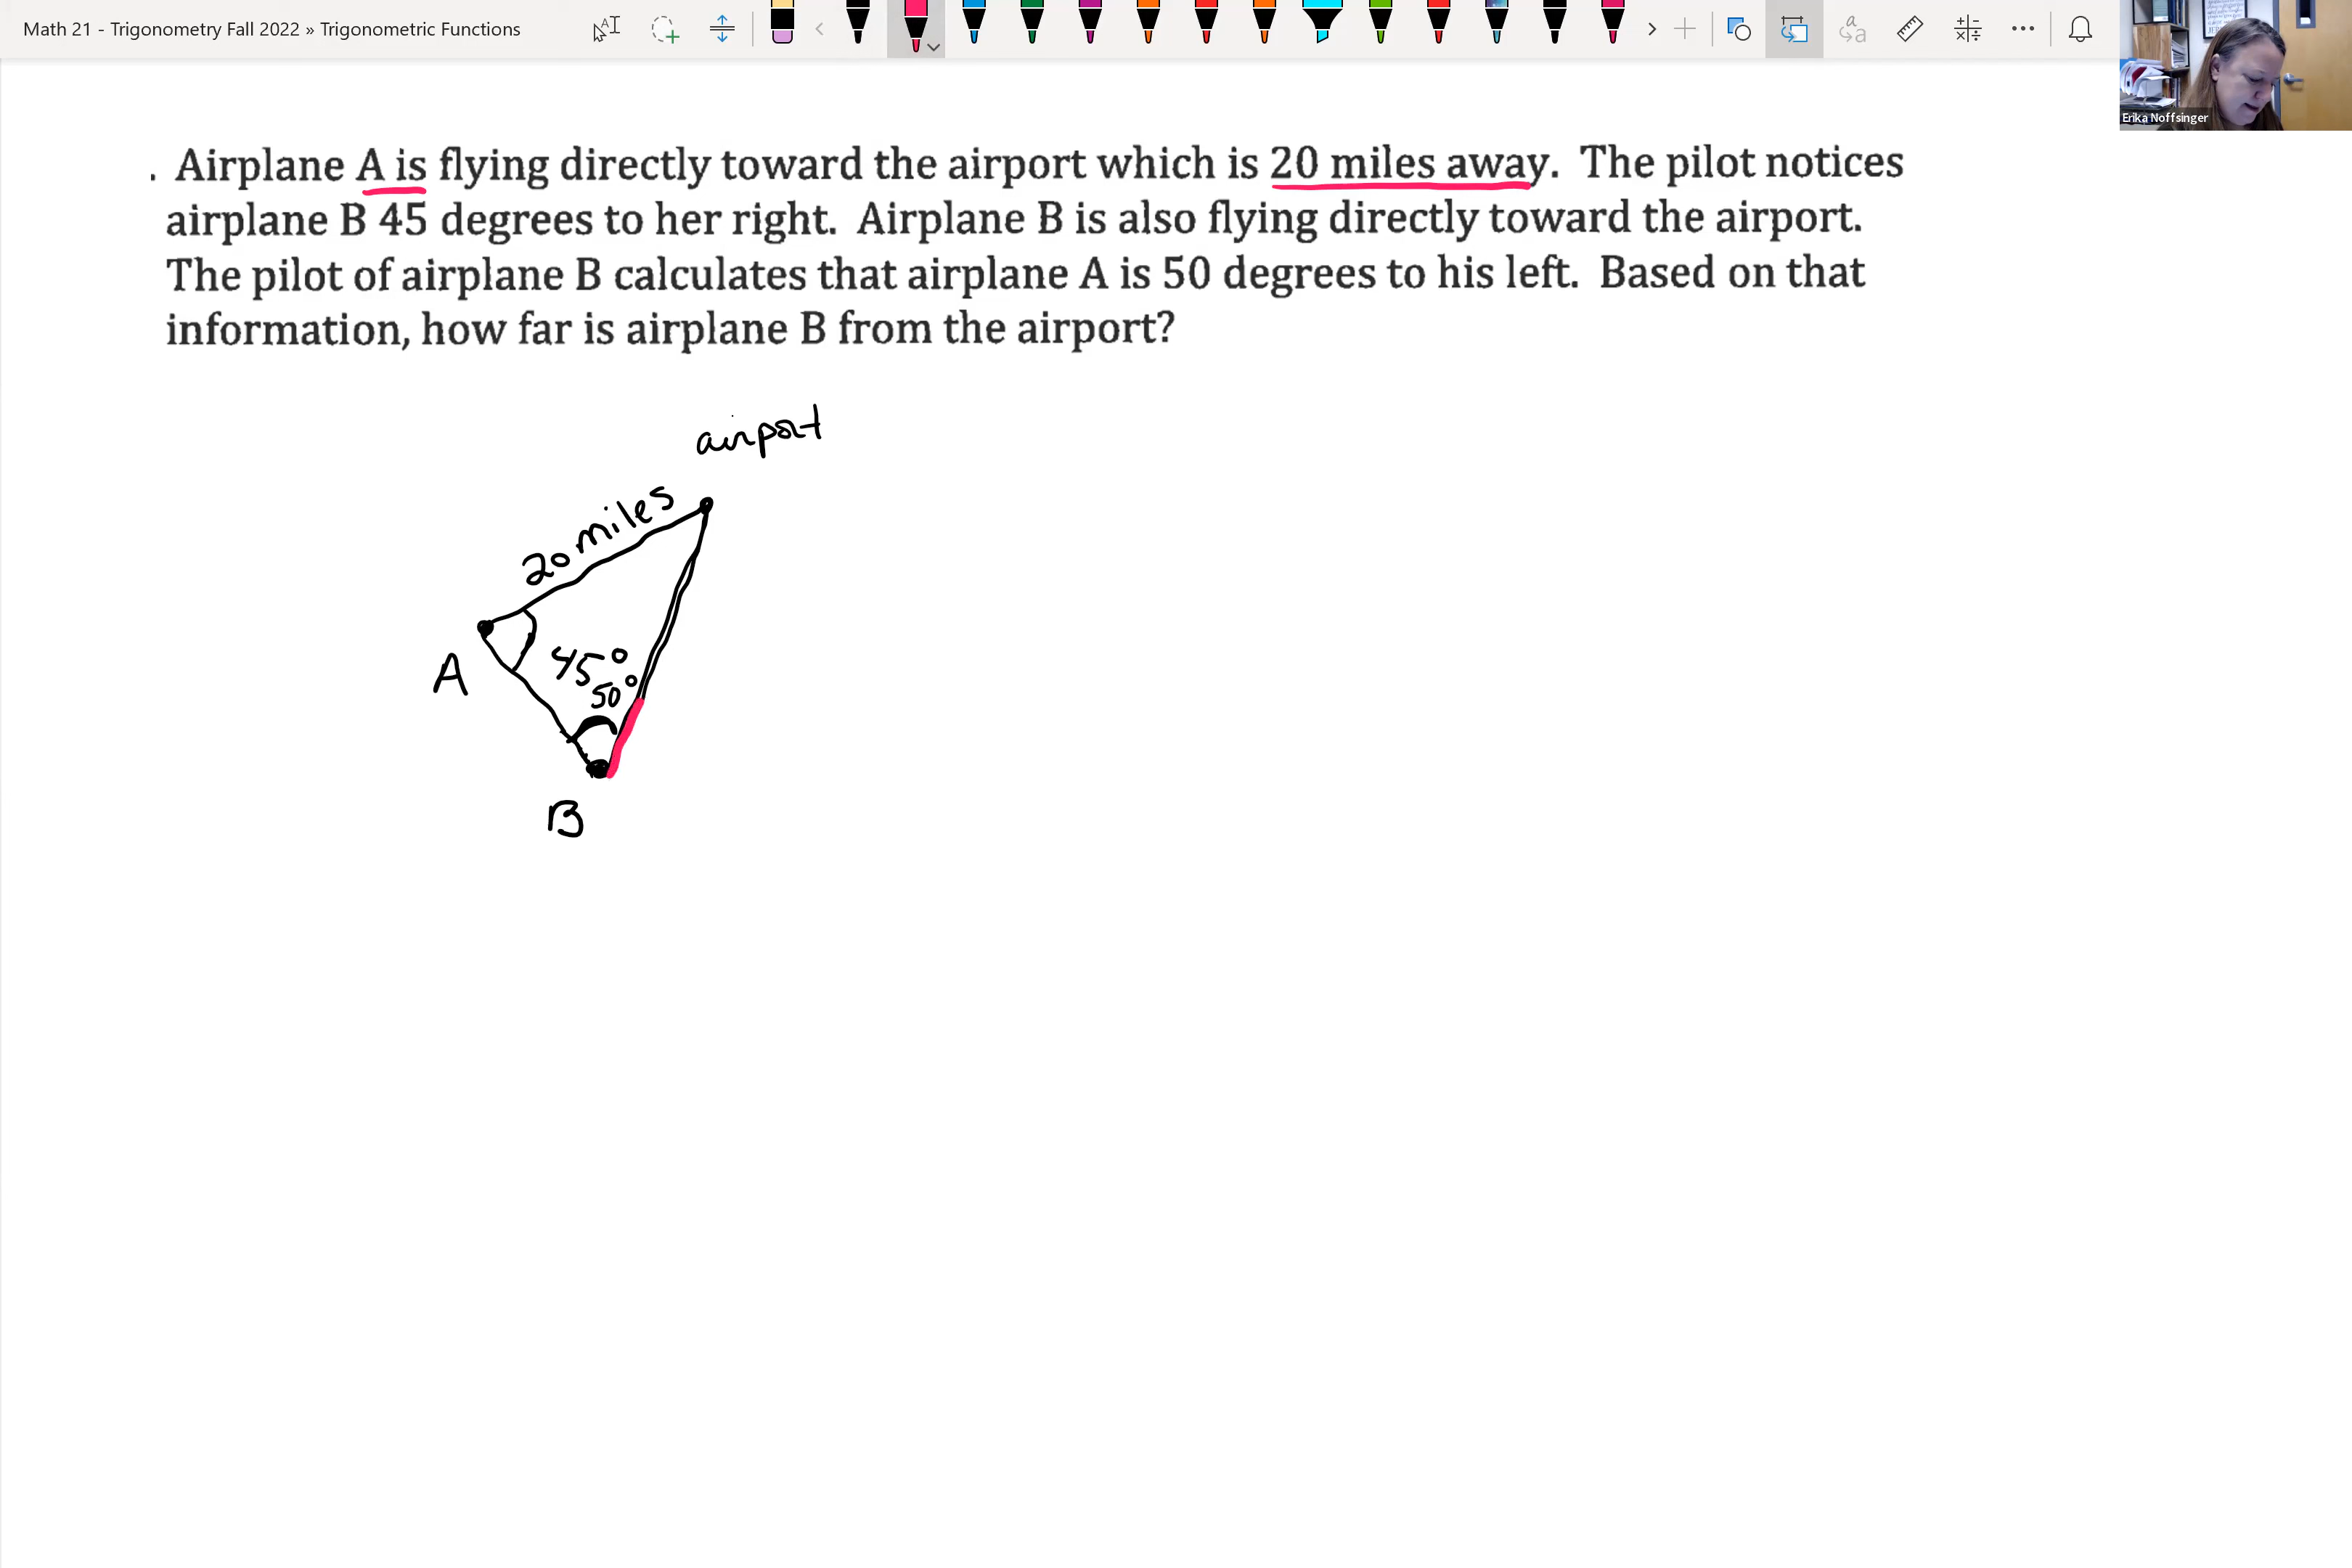 Math 21 - Trigonometry Fall 2022 » Trigonometric Functions
Erika Noffsinger
. Airplane A is flying directly toward the airport which is 20 miles away. The pilot notices
airplane B 45 degrees to her right. Airplane B is also flying directly toward the airport.
The pilot of airplane B calculates that airplane A is 50 degrees to his left. Based on that
information, how far is airplane B from the airport?
airport
20 miles
A
45°
50°
B